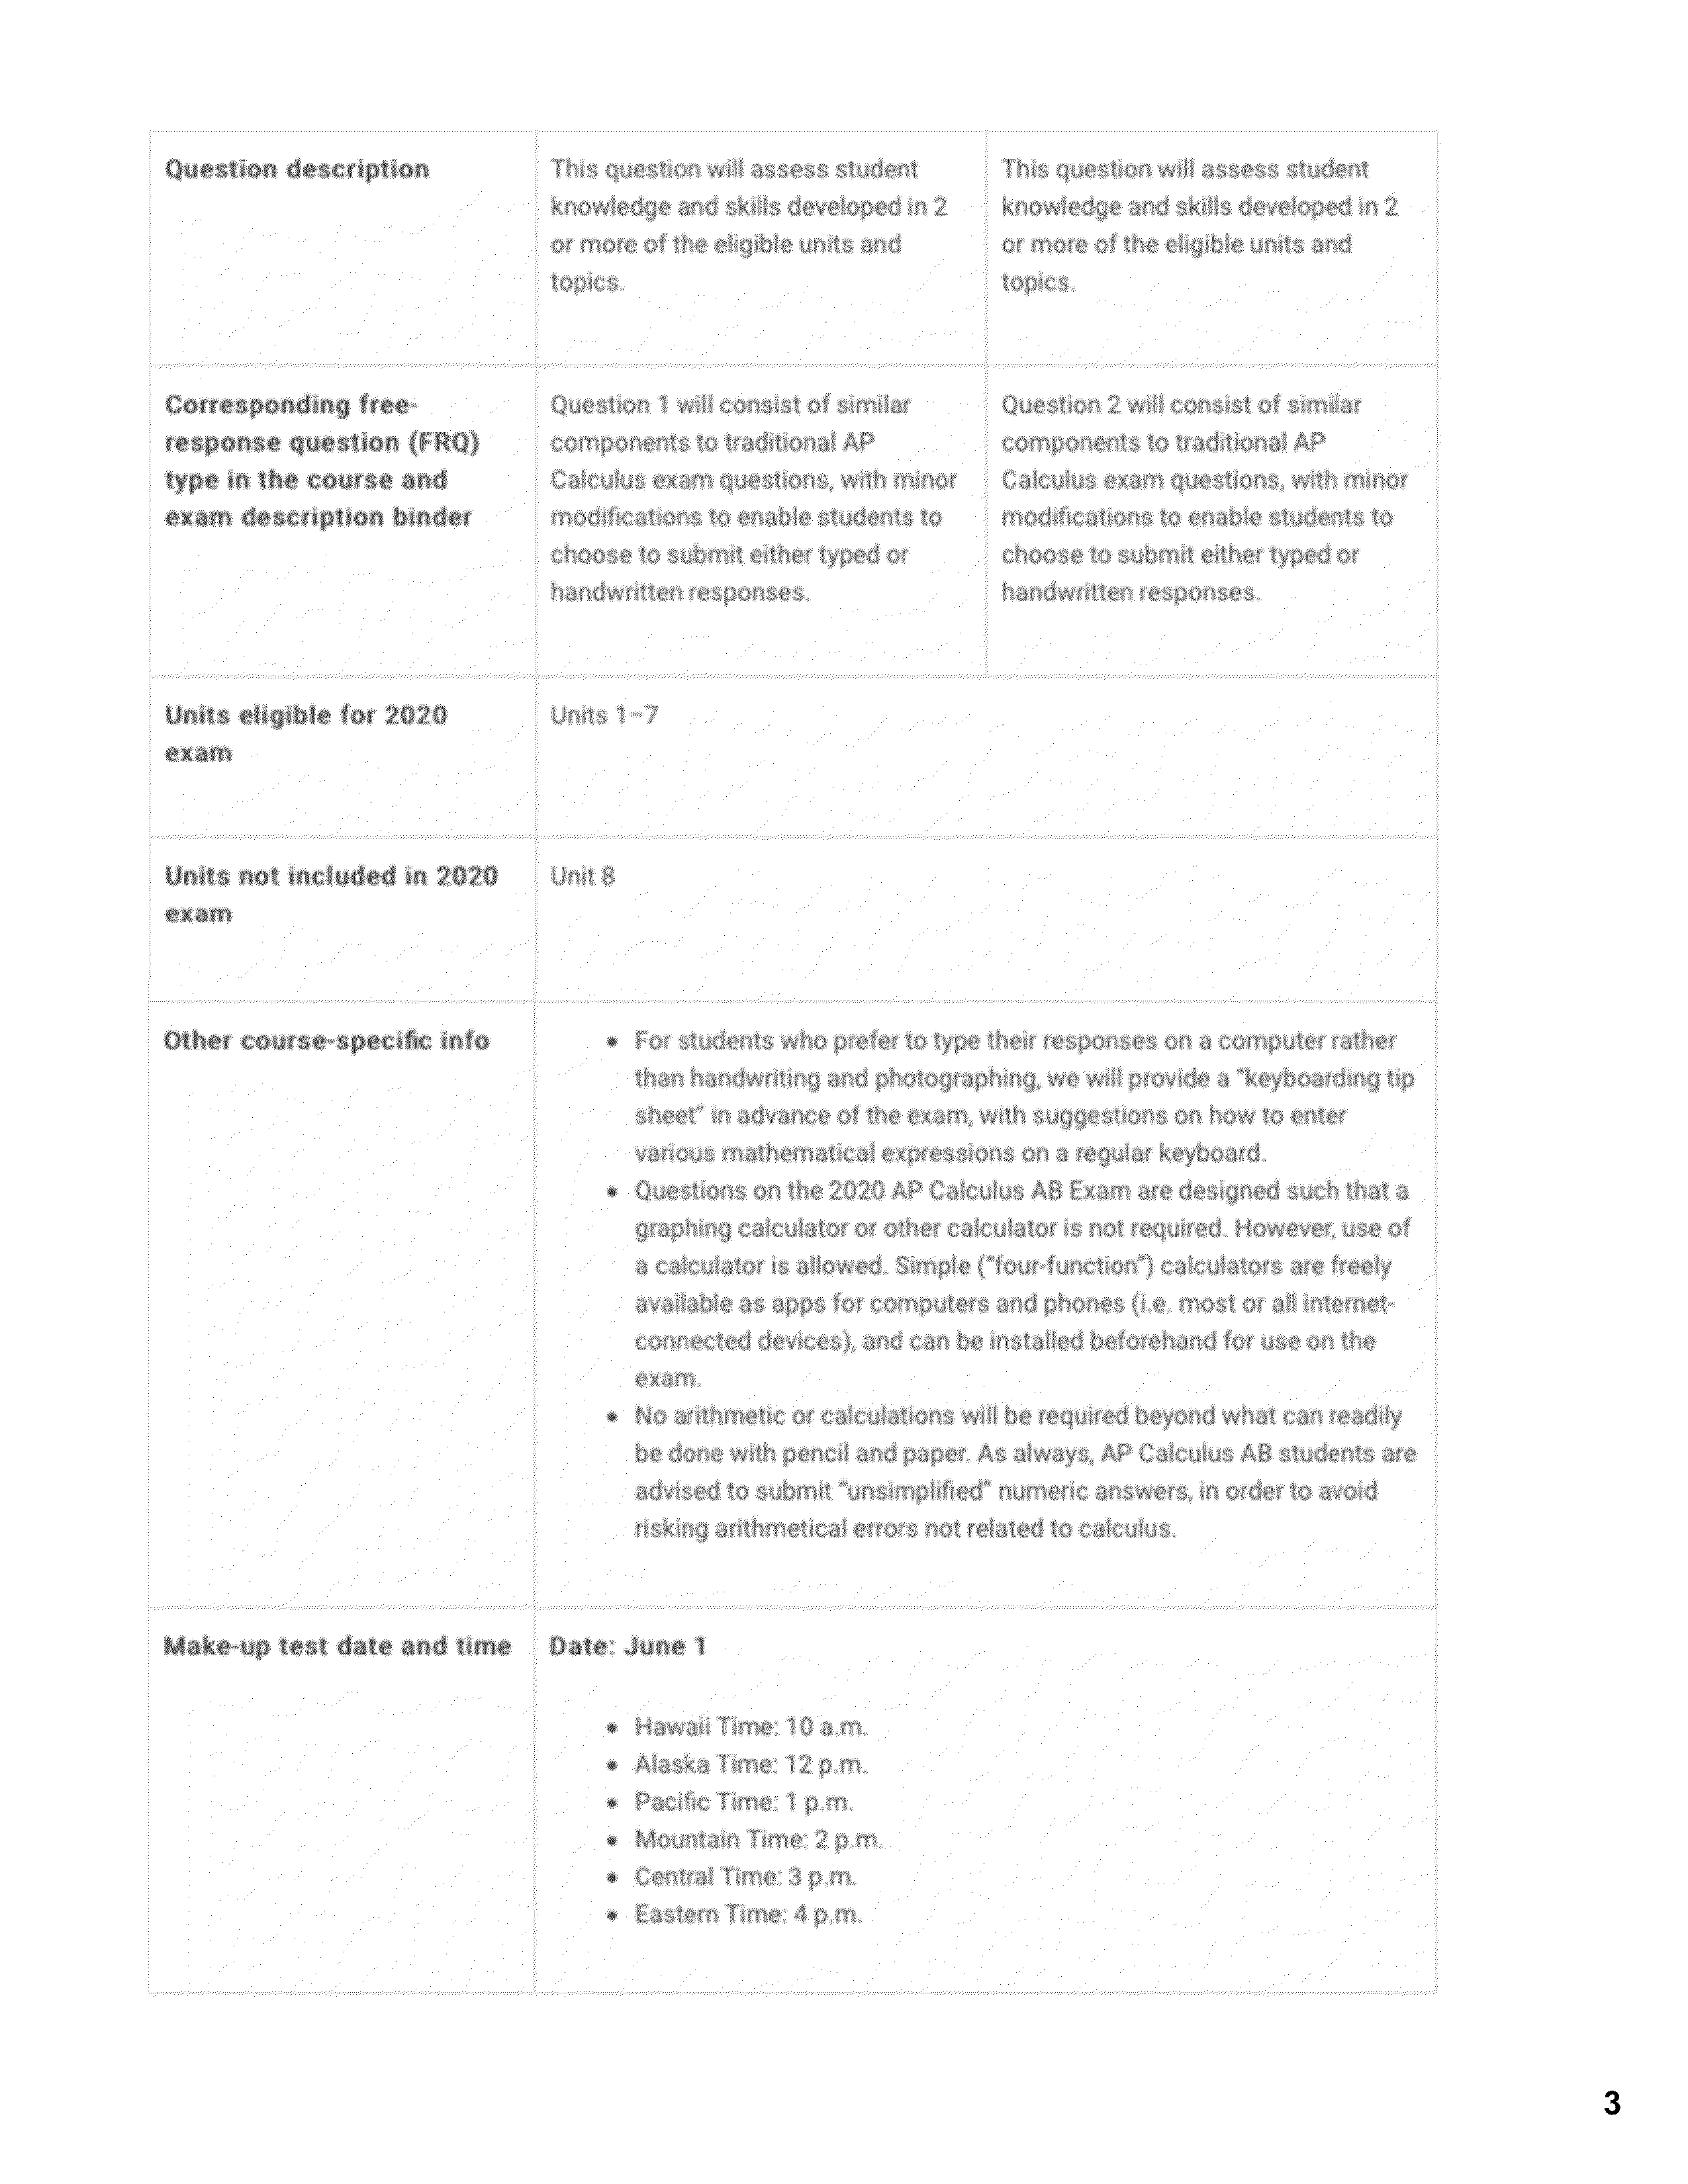 Question description
This question will assess student
knowledge and skills developed in 2
or more of the eligible units and
topics.
This question will assess student
knowledge and skills developed in 2
or more of the eligible units and
topics.
Corresponding free-
response question (FRQ)
type in the course and
exam description binder
Question 1 will consist of similar
components to traditional AP
Calculus exam questions, with minor
modifications to enable students to
choose to submit either typed or
handwritten responses.
Question 2 will consist of similar
components to traditional AP
Calculus exam questions, with minor
modifications to enable students to
choose to submit either typed or
handwritten responses.
Units eligible for 2020
exam
Units 1–7
Units not included in 2020
exam
Unit 8
Other course-specific info
• For students who prefer to type their responses on a computer rather
than handwriting and photographing, we will provide a “keyboarding tip
sheet” in advance of the exam, with suggestions on how to enter
various mathematical expressions on a regular keyboard.
• Questions on the 2020 AP Calculus AB Exam are designed such that a
graphing calculator or other calculator is not required. However, use of
a calculator is allowed. Simple (“four-function”) calculators are freely
available as apps for computers and phones (i.e. most or all internet-
connected devices), and can be installed beforehand for use on the
exam.
• No arithmetic or calculations will be required beyond what can readily
be done with pencil and paper. As always, AP Calculus AB students are
advised to submit “unsimplified” numeric answers, in order to avoid
risking arithmetical errors not related to calculus.
Make-up test date and time
Date: June 1
• Hawaii Time: 10 a.m.
• Alaska Time: 12 p.m.
• Pacific Time: 1 p.m.
• Mountain Time: 2 p.m.
• Central Time: 3 p.m.
• Eastern Time: 4 p.m.
3